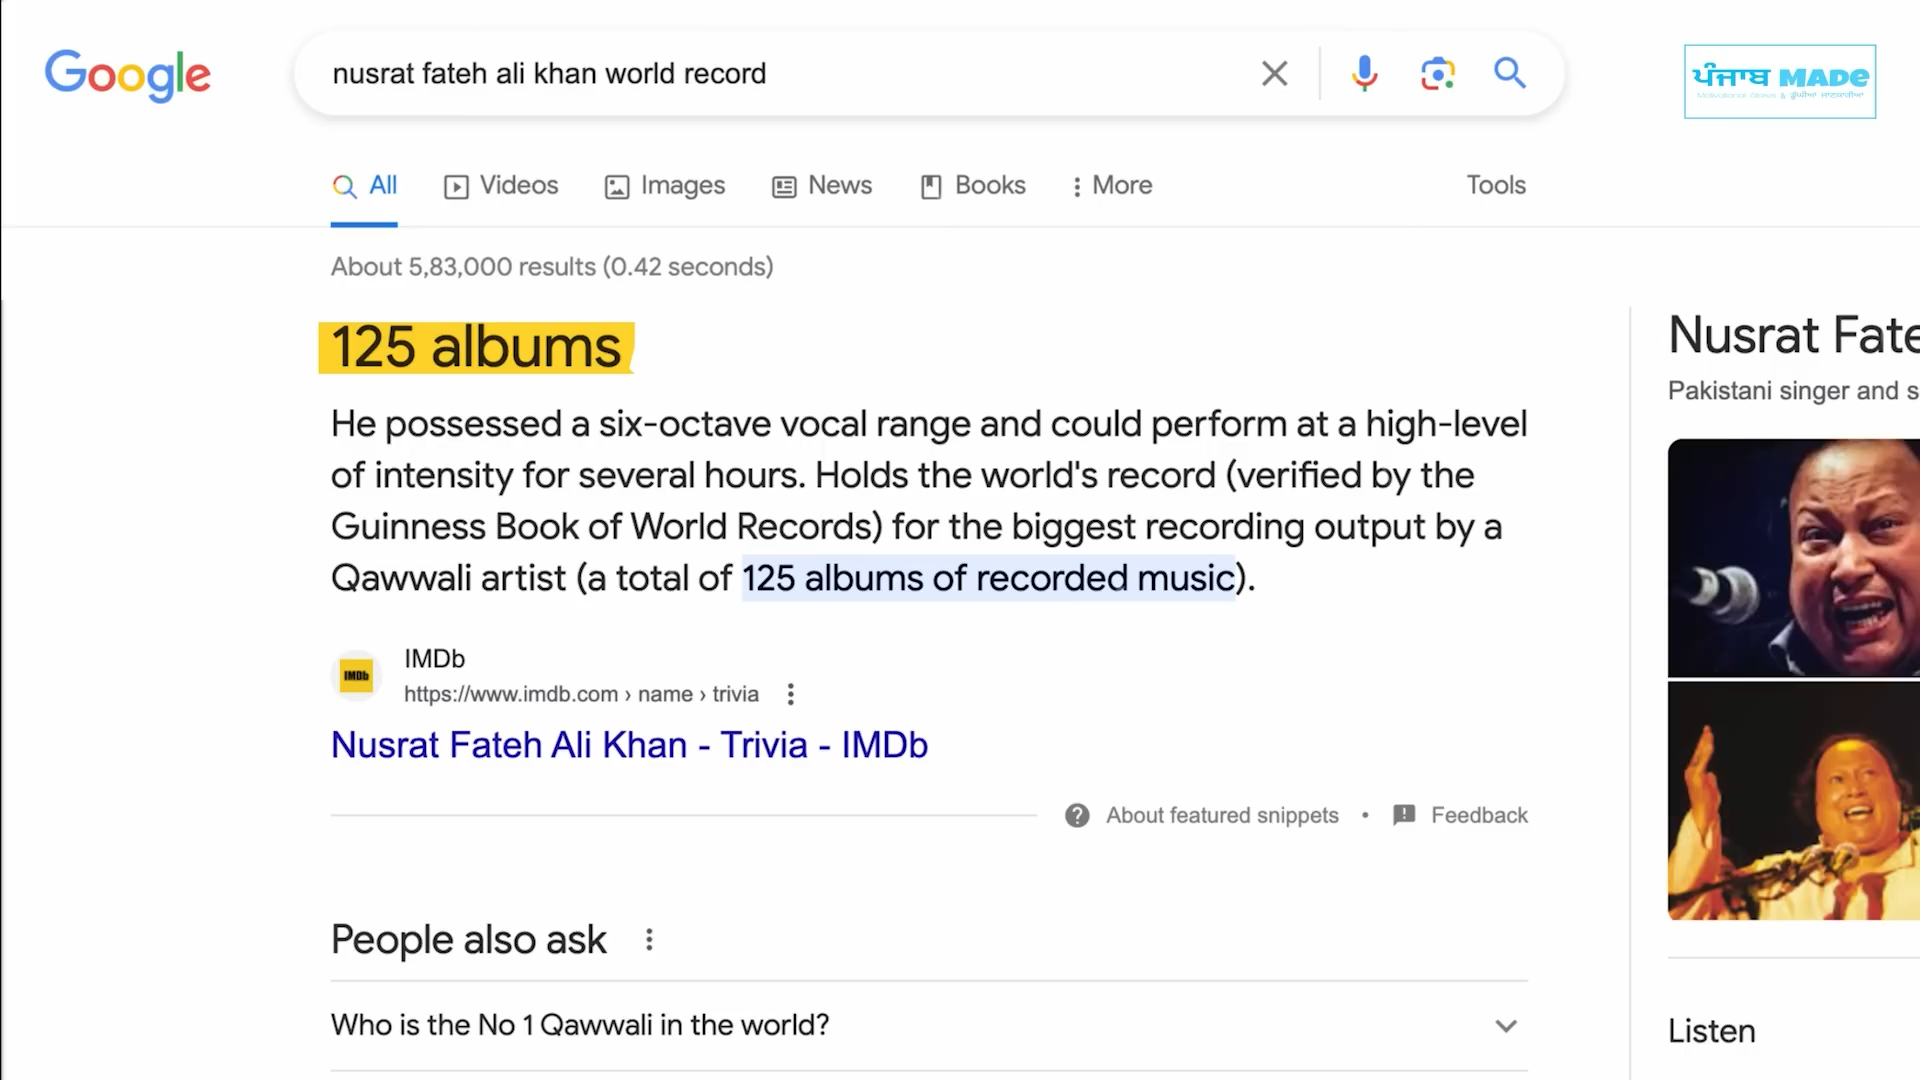 Google
nusrat fateh ali khan world record
ਪੰਜਾਬ MADe
All
Videos
Images
News
Books
More
Tools
About 5,83,000 results (0.42 seconds)
125 albums
He possessed a six-octave vocal range and could perform at a high-level
of intensity for several hours. Holds the world's record (verified by the
Guinness Book of World Records) for the biggest recording output by a
Qawwali artist (a total of 125 albums of recorded music).
IMDb
IMDb
https://www.imdb.com › name › trivia
Nusrat Fateh Ali Khan - Trivia - IMDb
About featured snippets • Feedback
People also ask
Who is the No 1 Qawwali in the world?
Nusrat Fate
Pakistani singer and s
Listen